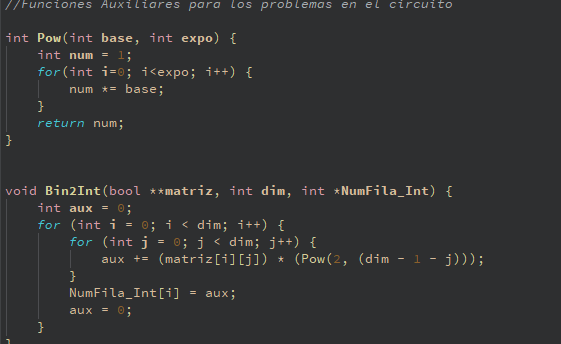 //Funciones Auxiliares para los problemas en el circuito
int Pow(int base, int expo) {
int num = 1;
for(int i=0; i<expo; i++) {
num *= base;
}
return num;
}
void Bin2Int(bool **matriz, int dim, int *NumFila_Int) {
int aux = 0;
for (int i = 0; i < dim; i++) {
for (int j = 0; j < dim; j++) {
aux += (matriz[i][j]) * (Pow(2, (dim - 1 - j)));
}
NumFila_Int[i] = aux;
aux = 0;
}
}